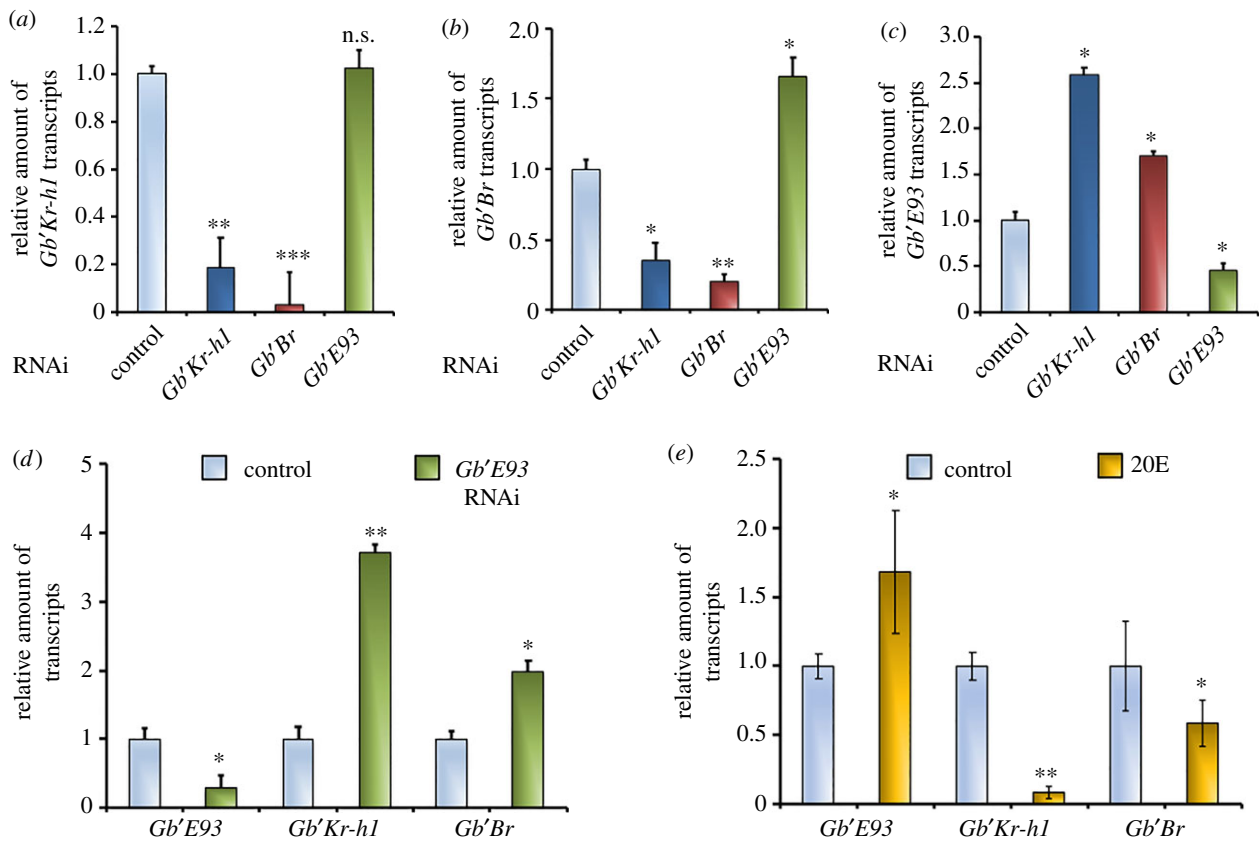 (a)
relative amount of
Gb′Kr-h1 transcripts
1.2
1.0
0.8
0.6
0.4
0.2
0
**
***
n.s.
RNAi
control
Gb′Kr-h1
Gb′Br
Gb′E93
(b)
relative amount of
Gb′Br transcripts
2.0
1.5
1.0
0.5
0
*
**
*
RNAi
control
Gb′Kr-h1
Gb′Br
Gb′E93
(c)
relative amount of
Gb′E93 transcripts
3.0
2.5
2.0
1.5
1.0
0.5
0
*
*
*
RNAi
control
Gb′Kr-h1
Gb′Br
Gb′E93
(d)
relative amount of
transcripts
5
4
3
2
1
0
control
Gb′E93
RNAi
*
**
*
Gb′E93
Gb′Kr-h1
Gb′Br
(e)
relative amount of
transcripts
2.5
2.0
1.5
1.0
0.5
0
control
20E
*
**
*
Gb′E93
Gb′Kr-h1
Gb′Br